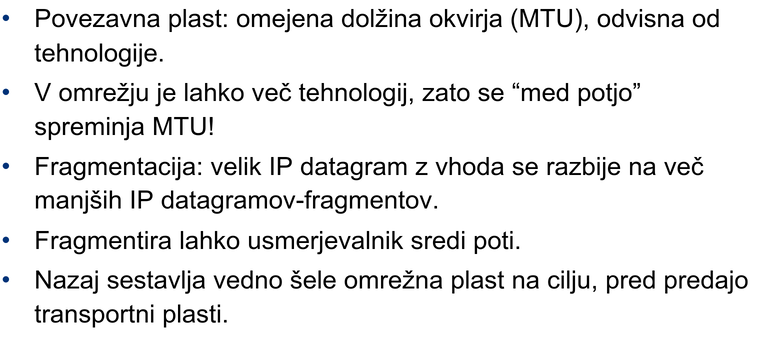 • Povezavna plast: omejena dolžina okvirja (MTU), odvisna od
tehnologije.
• V omrežju je lahko več tehnologij, zato se “med potjo”
spreminja MTU!
• Fragmentacija: velik IP datagram z vhoda se razbije na več
manjših IP datagramov-fragmentov.
• Fragmentira lahko usmerjevalnik sredi poti.
• Nazaj sestavlja vedno šele omrežna plast na cilju, pred predajo
transportni plasti.